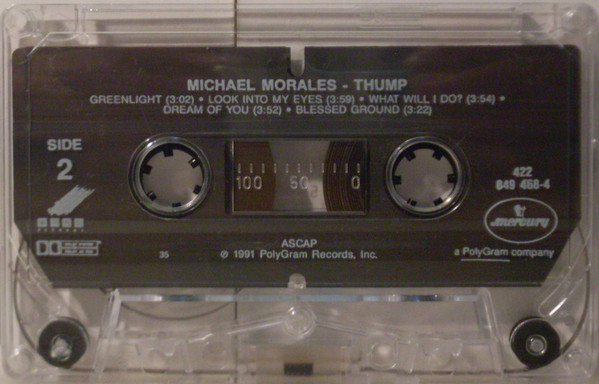 MICHAEL MORALES - THUMP
GREENLIGHT (3:02) • LOOK INTO MY EYES (3:59) • WHAT WILL I DO? (3:54) •
DREAM OF YOU (3:52) • BLESSED GROUND (3:22)
SIDE
2
100 50 0
422
849 468-4
mercury
a PolyGram company
35
ASCAP
℗ 1991 PolyGram Records, Inc.